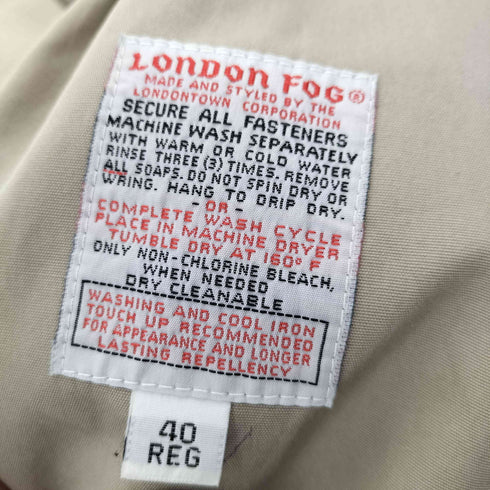 LONDON FOG®
MADE AND STYLED BY THE
LONDONTOWN CORPORATION
SECURE ALL FASTENERS
MACHINE WASH SEPARATELY
WITH WARM OR COLD WATER
RINSE THREE (3) TIMES. REMOVE
ALL SOAPS. DO NOT SPIN DRY OR
WRING. HANG TO DRIP DRY.
-OR-
COMPLETE WASH CYCLE
PLACE IN MACHINE DRYER
TUMBLE DRY AT 160° F
ONLY NON-CHLORINE BLEACH,
WHEN NEEDED
DRY CLEANABLE
WASHING AND COOL IRON
TOUCH UP RECOMMENDED
FOR APPEARANCE AND LONGER
LASTING REPELLENCY
40
REG